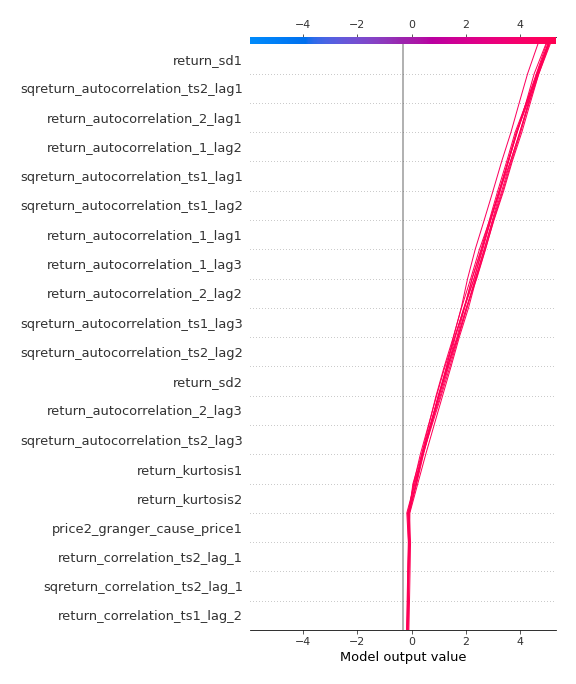 −4 −2 0 2 4
return_sd1
sqreturn_autocorrelation_ts2_lag1
return_autocorrelation_2_lag1
return_autocorrelation_1_lag2
sqreturn_autocorrelation_ts1_lag1
sqreturn_autocorrelation_ts1_lag2
return_autocorrelation_1_lag1
return_autocorrelation_1_lag3
return_autocorrelation_2_lag2
sqreturn_autocorrelation_ts1_lag3
sqreturn_autocorrelation_ts2_lag2
return_sd2
return_autocorrelation_2_lag3
sqreturn_autocorrelation_ts2_lag3
return_kurtosis1
return_kurtosis2
price2_granger_cause_price1
return_correlation_ts2_lag_1
sqreturn_correlation_ts2_lag_1
return_correlation_ts1_lag_2
−4 −2 0 2 4
Model output value